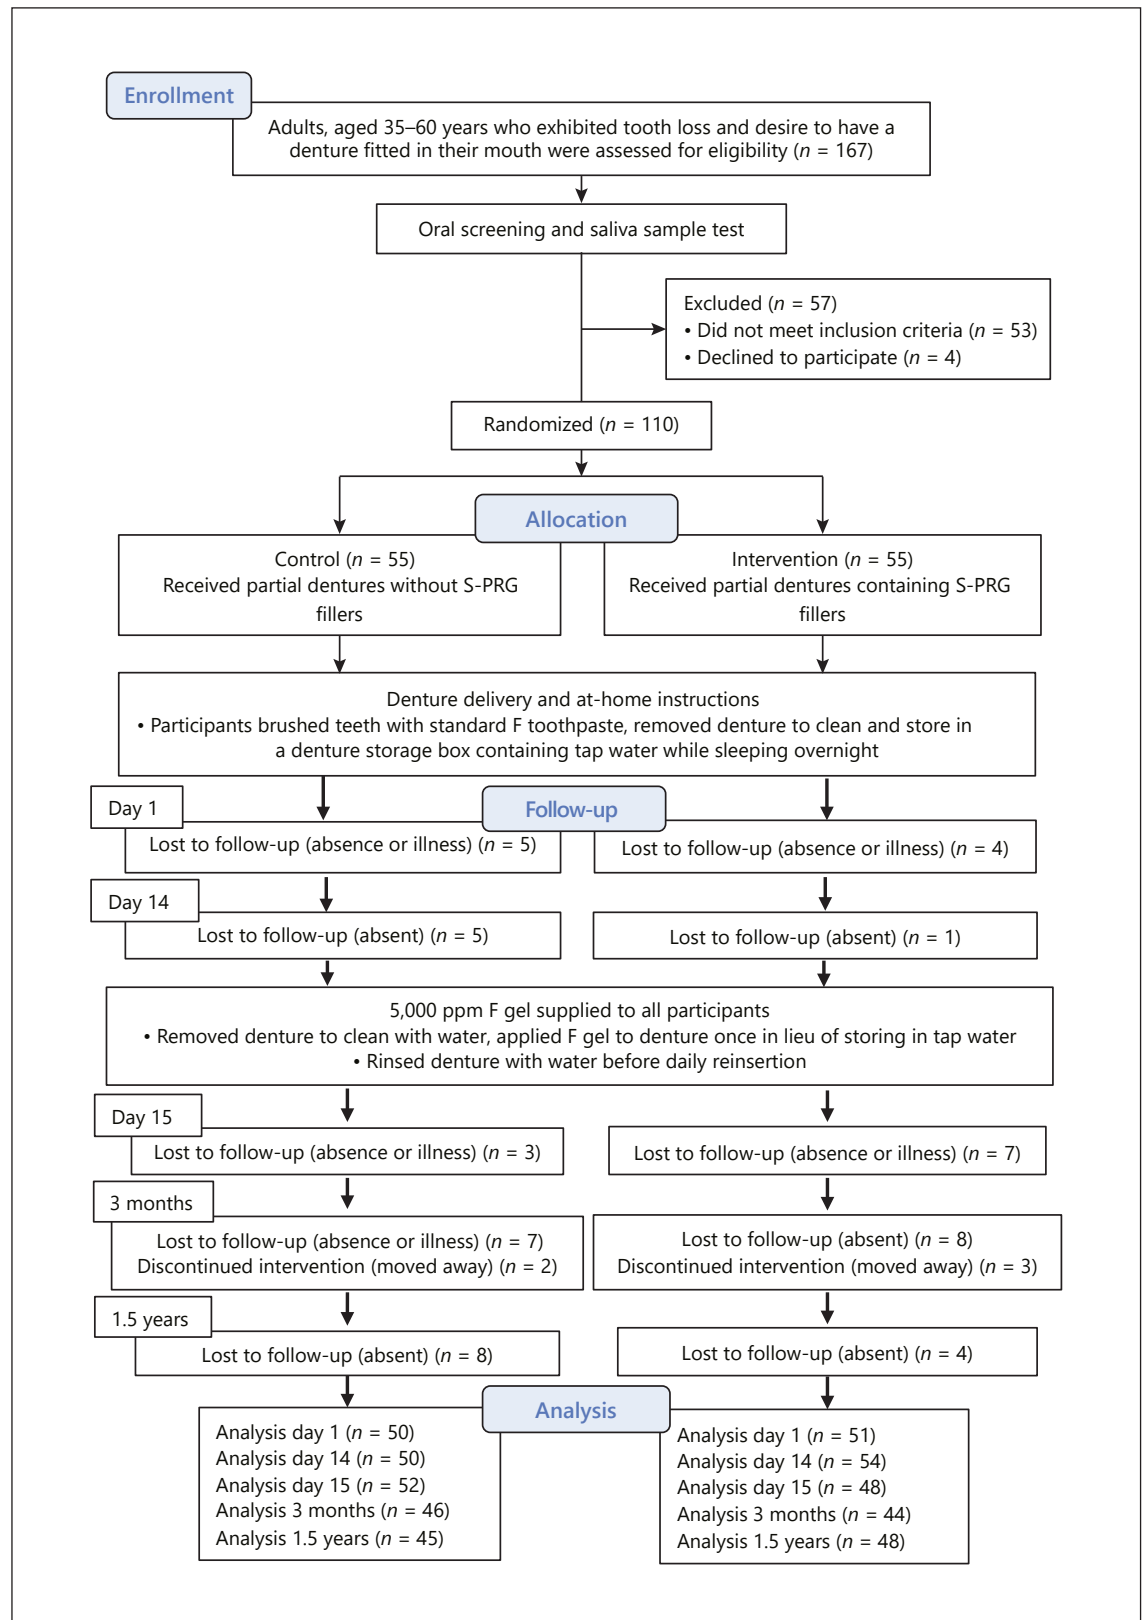 Enrollment
Adults, aged 35–60 years who exhibited tooth loss and desire to have a
denture fitted in their mouth were assessed for eligibility (n = 167)
Oral screening and saliva sample test
Excluded (n = 57)
• Did not meet inclusion criteria (n = 53)
• Declined to participate (n = 4)
Randomized (n = 110)
Allocation
Control (n = 55)
Received partial dentures without S-PRG
fillers
Intervention (n = 55)
Received partial dentures containing S-PRG
fillers
Denture delivery and at-home instructions
• Participants brushed teeth with standard F toothpaste, removed denture to clean and store in
a denture storage box containing tap water while sleeping overnight
Day 1
Follow-up
Lost to follow-up (absence or illness) (n = 5)
Lost to follow-up (absence or illness) (n = 4)
Day 14
Lost to follow-up (absent) (n = 5)
Lost to follow-up (absent) (n = 1)
5,000 ppm F gel supplied to all participants
• Removed denture to clean with water, applied F gel to denture once in lieu of storing in tap water
• Rinsed denture with water before daily reinsertion
Day 15
Lost to follow-up (absence or illness) (n = 3)
Lost to follow-up (absence or illness) (n = 7)
3 months
Lost to follow-up (absence or illness) (n = 7)
Discontinued intervention (moved away) (n = 2)
Lost to follow-up (absent) (n = 8)
Discontinued intervention (moved away) (n = 3)
1.5 years
Lost to follow-up (absent) (n = 8)
Lost to follow-up (absent) (n = 4)
Analysis
Analysis day 1 (n = 50)
Analysis day 14 (n = 50)
Analysis day 15 (n = 52)
Analysis 3 months (n = 46)
Analysis 1.5 years (n = 45)
Analysis day 1 (n = 51)
Analysis day 14 (n = 54)
Analysis day 15 (n = 48)
Analysis 3 months (n = 44)
Analysis 1.5 years (n = 48)